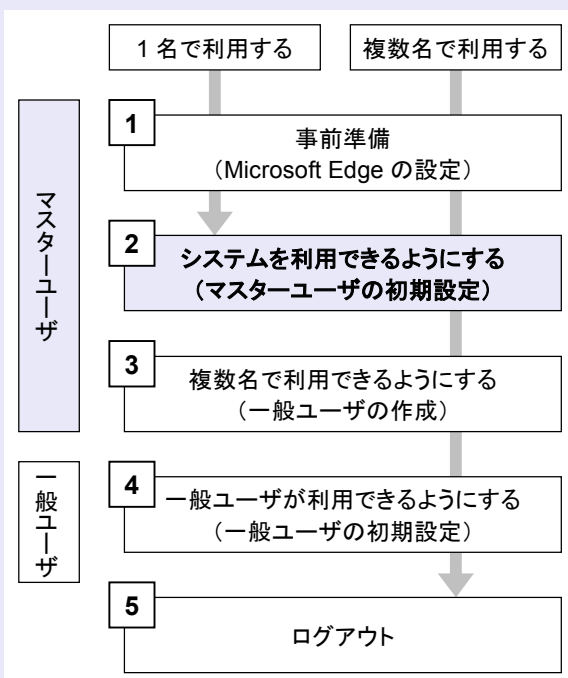 1 名で利用する
複数名で利用する
マスターユーザ
1
事前準備
（Microsoft Edge の設定）
2
システムを利用できるようにする
（マスターユーザの初期設定）
3
複数名で利用できるようにする
（一般ユーザの作成）
一般ユーザ
4
一般ユーザが利用できるようにする
（一般ユーザの初期設定）
5
ログアウト